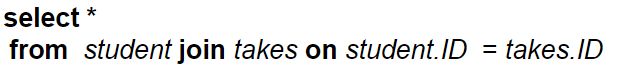 select *
from student join takes on student.ID = takes.ID